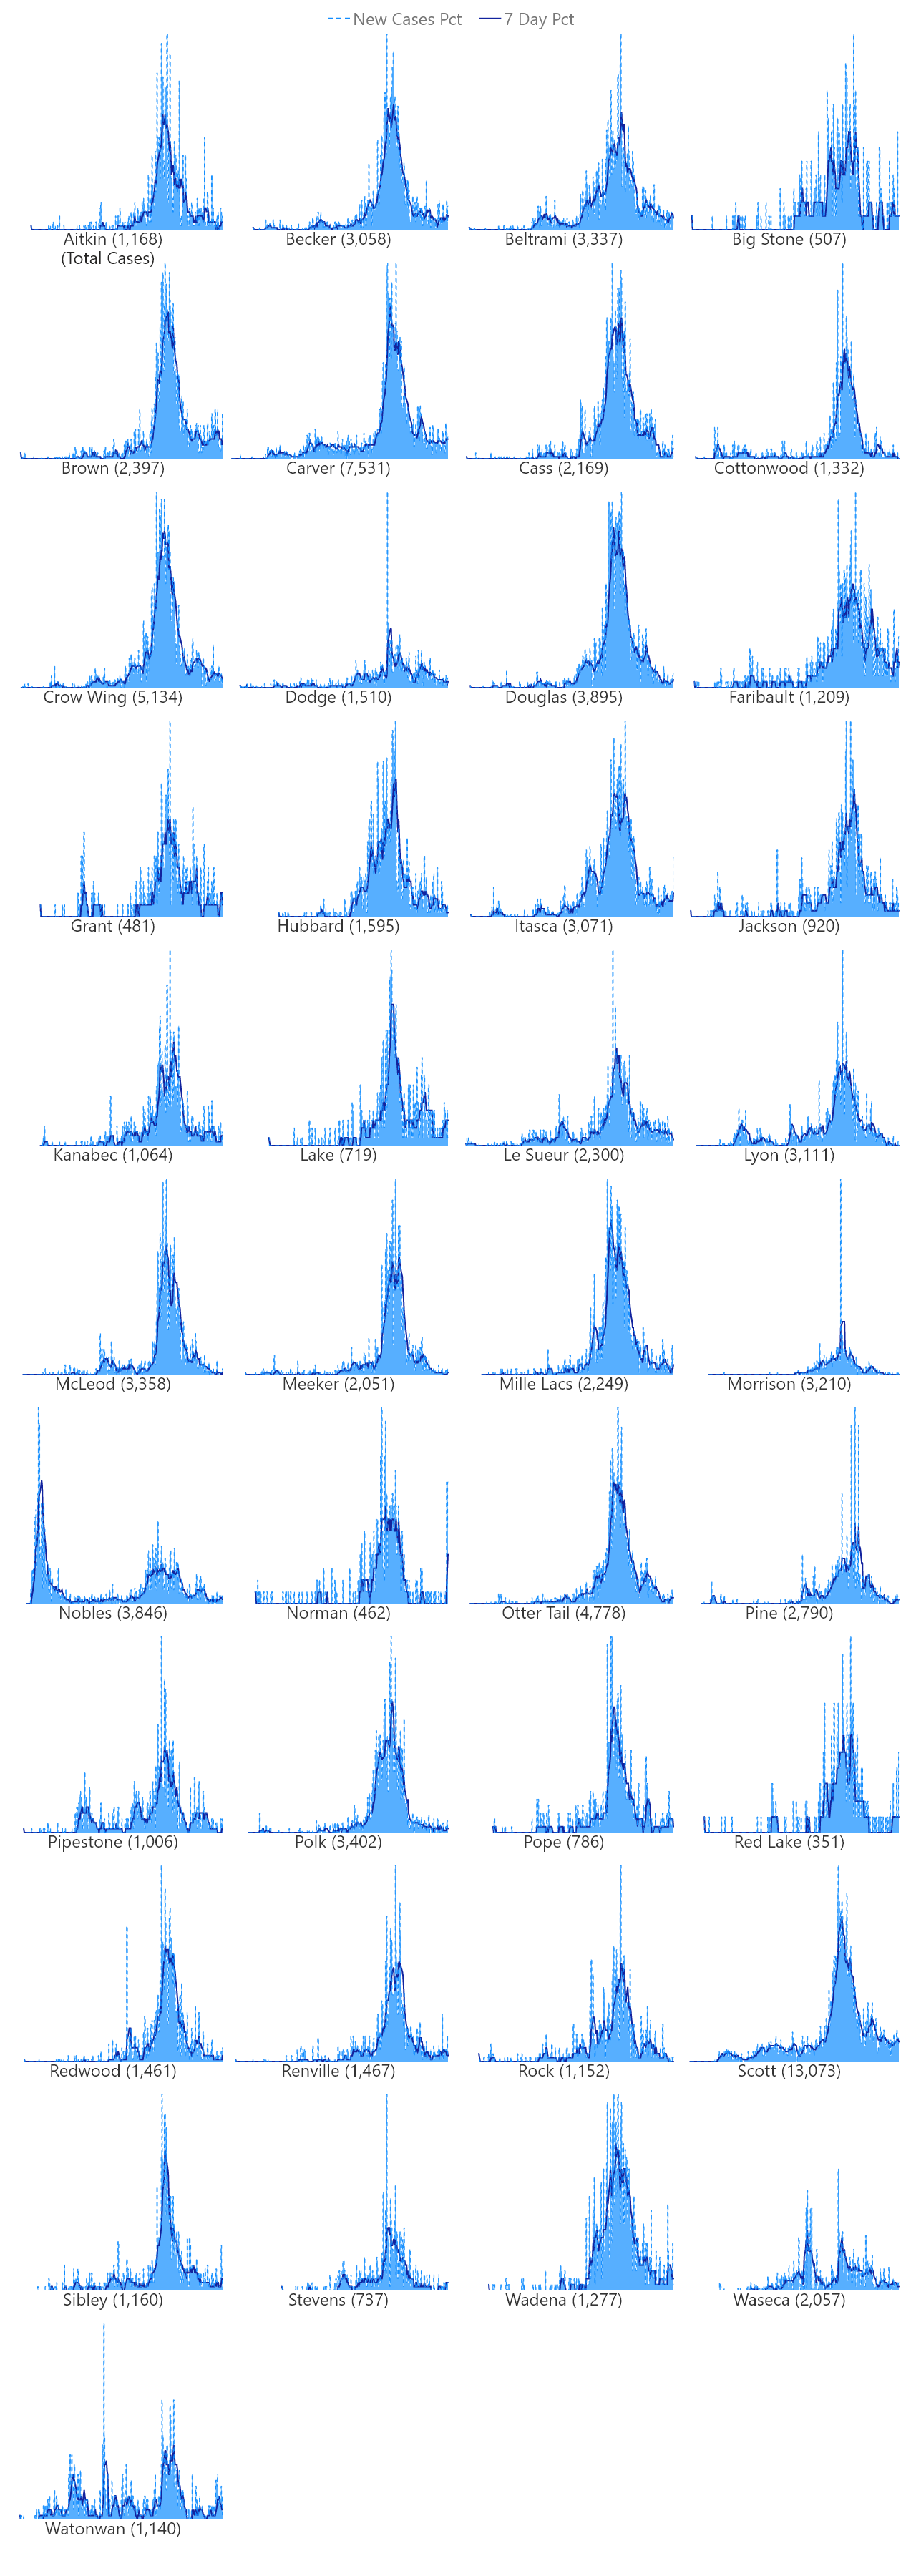 New Cases Pct 7 Day Pct
Aitkin (1,168) Becker (3,058) Beltrami (3,337) Big Stone (507)
(Total Cases)
Brown (2,397) Carver (7,531) Cass (2,169) Cottonwood (1,332)
Crow Wing (5,134) Dodge (1,510) Douglas (3,895) Faribault (1,209)
Grant (481) Hubbard (1,595) Itasca (3,071) Jackson (920)
Kanabec (1,064) Lake (719) Le Sueur (2,300) Lyon (3,111)
McLeod (3,358) Meeker (2,051) Mille Lacs (2,249) Morrison (3,210)
Nobles (3,846) Norman (462) Otter Tail (4,778) Pine (2,790)
Pipestone (1,006) Polk (3,402) Pope (786) Red Lake (351)
Redwood (1,461) Renville (1,467) Rock (1,152) Scott (13,073)
Sibley (1,160) Stevens (737) Wadena (1,277) Waseca (2,057)
Watonwan (1,140)